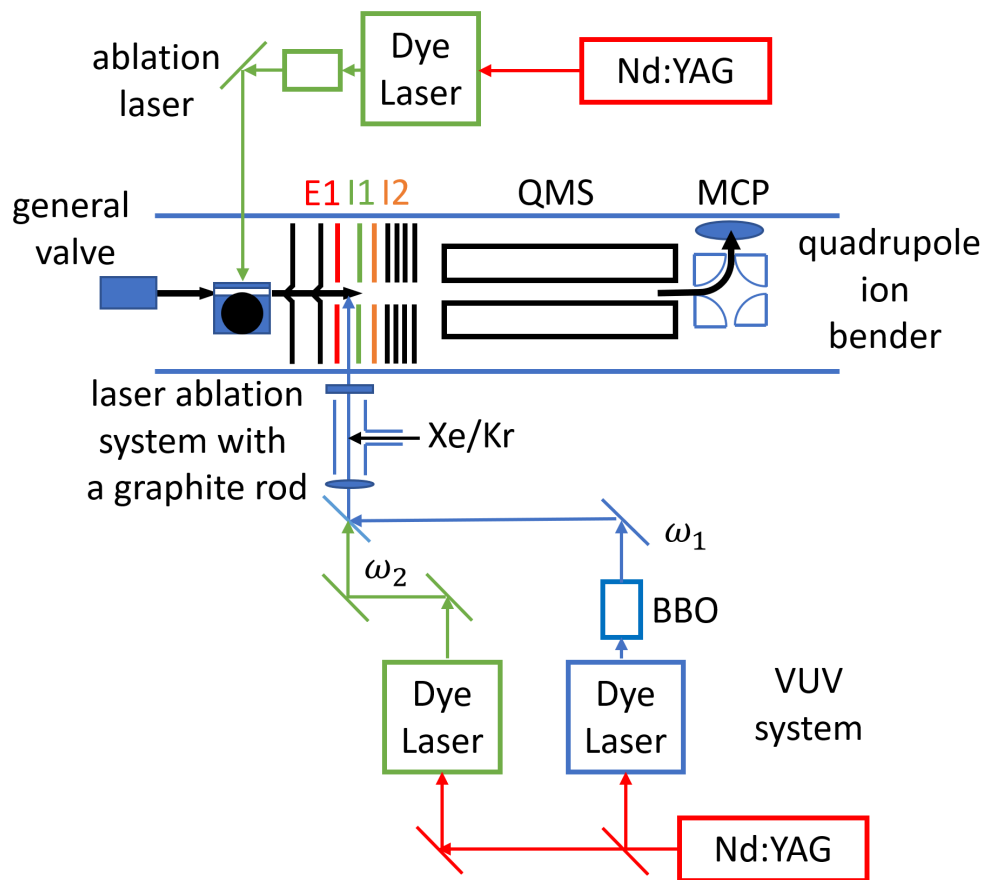 ablation
laser
Dye
Laser
Nd:YAG
general
valve
E1 I1 I2
QMS
MCP
quadrupole
ion
bender
laser ablation
system with
a graphite rod
Xe/Kr
ω₁
ω₂
BBO
Dye
Laser
Dye
Laser
VUV
system
Nd:YAG